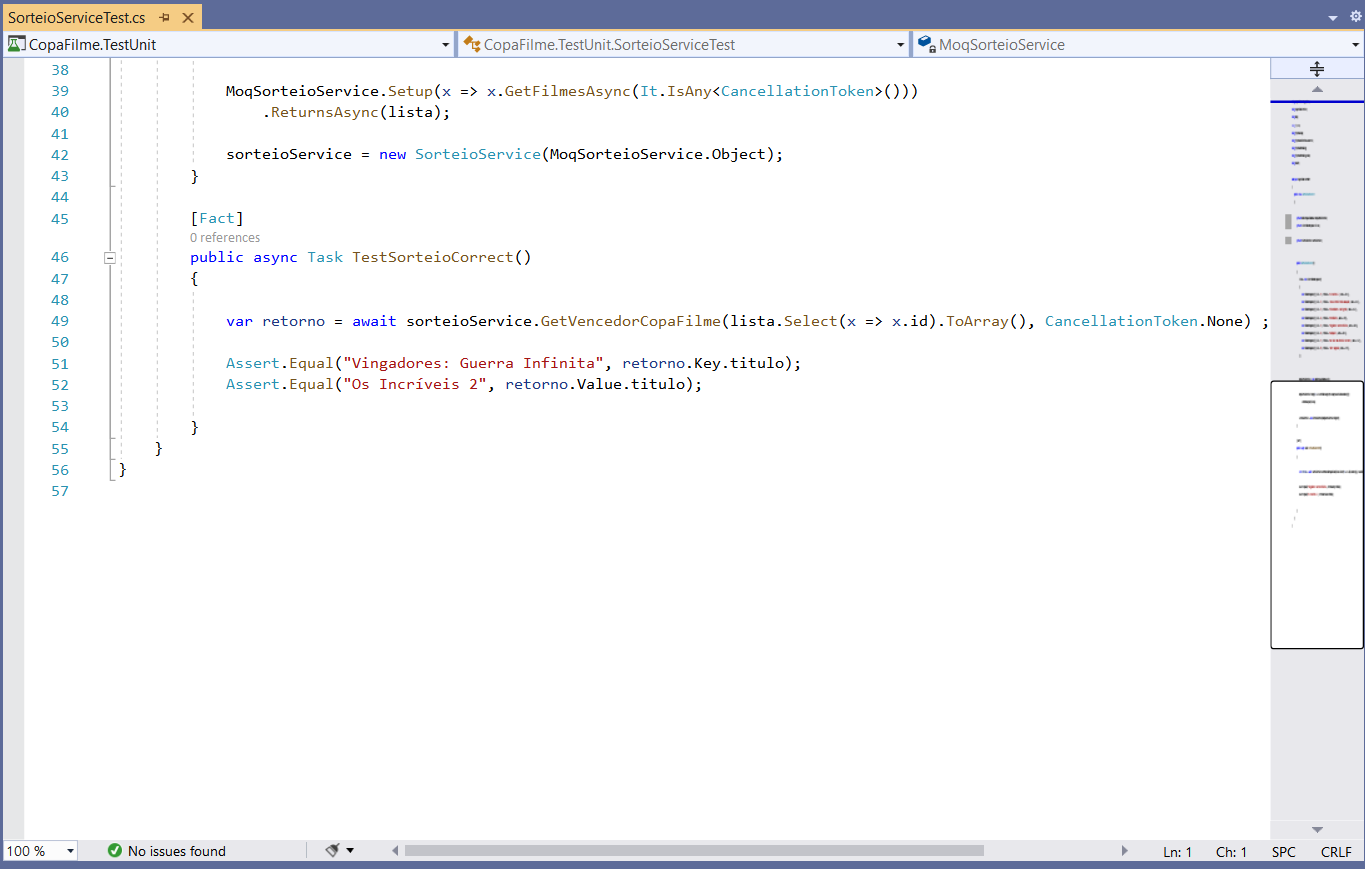 SorteioServiceTest.cs
CopaFilme.TestUnit
CopaFilme.TestUnit.SorteioServiceTest
MoqSorteioService
38
39 MoqSorteioService.Setup(x => x.GetFilmesAsync(It.IsAny<CancellationToken>()))
40 .ReturnsAsync(lista);
41
42 sorteioService = new SorteioService(MoqSorteioService.Object);
43 }
44
45 [Fact]
0 references
46 public async Task TestSorteioCorrect()
47 {
48
49 var retorno = await sorteioService.GetVencedorCopaFilme(lista.Select(x => x.id).ToArray(), CancellationToken.None) ;
50
51 Assert.Equal("Vingadores: Guerra Infinita", retorno.Key.titulo);
52 Assert.Equal("Os Incríveis 2", retorno.Value.titulo);
53
54 }
55 }
56 }
57
100 % No issues found Ln: 1 Ch: 1 SPC CRLF